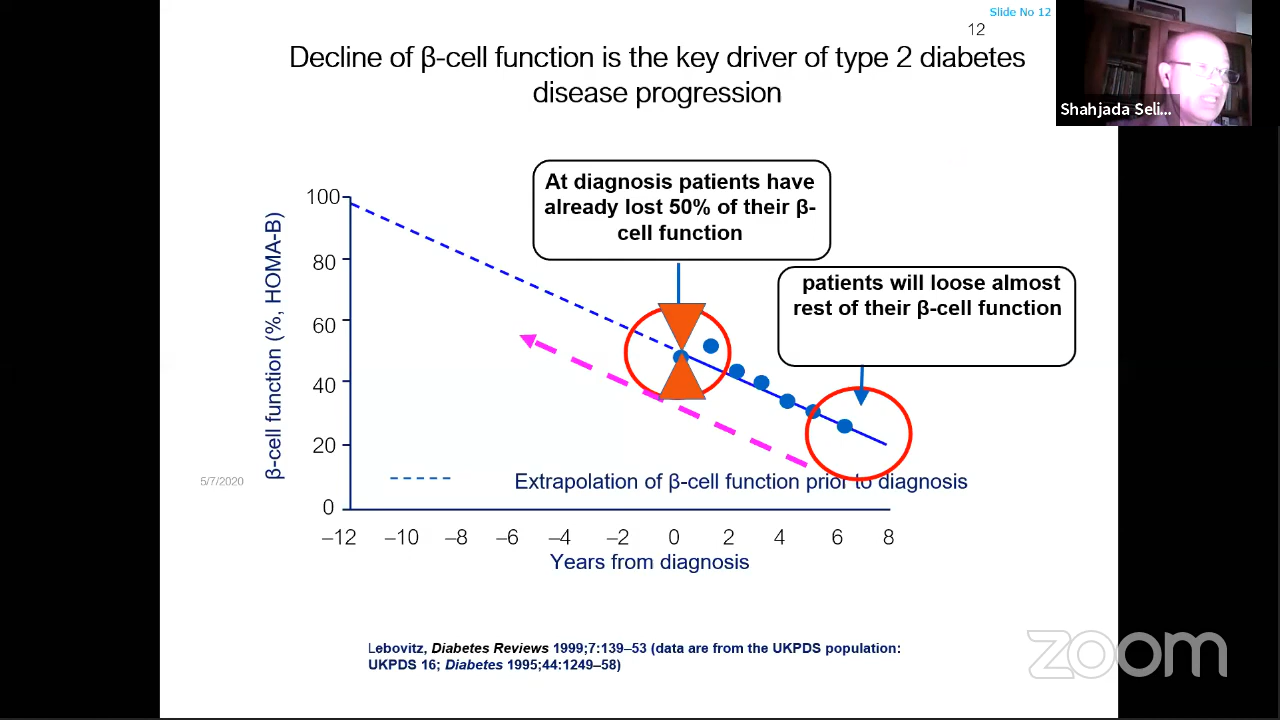 Slide No 12
12
Decline of β-cell function is the key driver of type 2 diabetes
disease progression
Shahjada Seli...
At diagnosis patients have
already lost 50% of their β-
cell function
patients will loose almost
rest of their β-cell function
β-cell function (%, HOMA-B)
100
80
60
40
20
0
5/7/2020
Extrapolation of β-cell function prior to diagnosis
–12 –10 –8 –6 –4 –2 0 2 4 6 8
Years from diagnosis
Lebovitz, Diabetes Reviews 1999;7:139–53 (data are from the UKPDS population:
UKPDS 16; Diabetes 1995;44:1249–58)
zoom